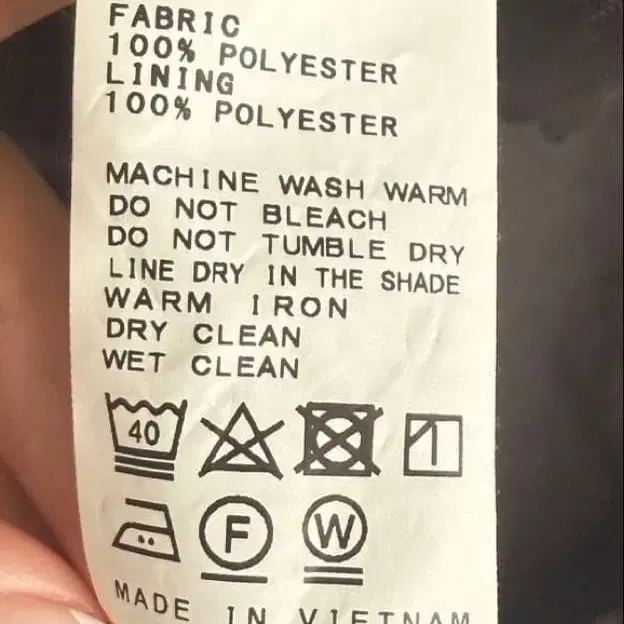 FABRIC
100% POLYESTER
LINING
100% POLYESTER
MACHINE WASH WARM
DO NOT BLEACH
DO NOT TUMBLE DRY
LINE DRY IN THE SHADE
WARM IRON
DRY CLEAN
WET CLEAN
40
F W
MADE IN VIETNAM